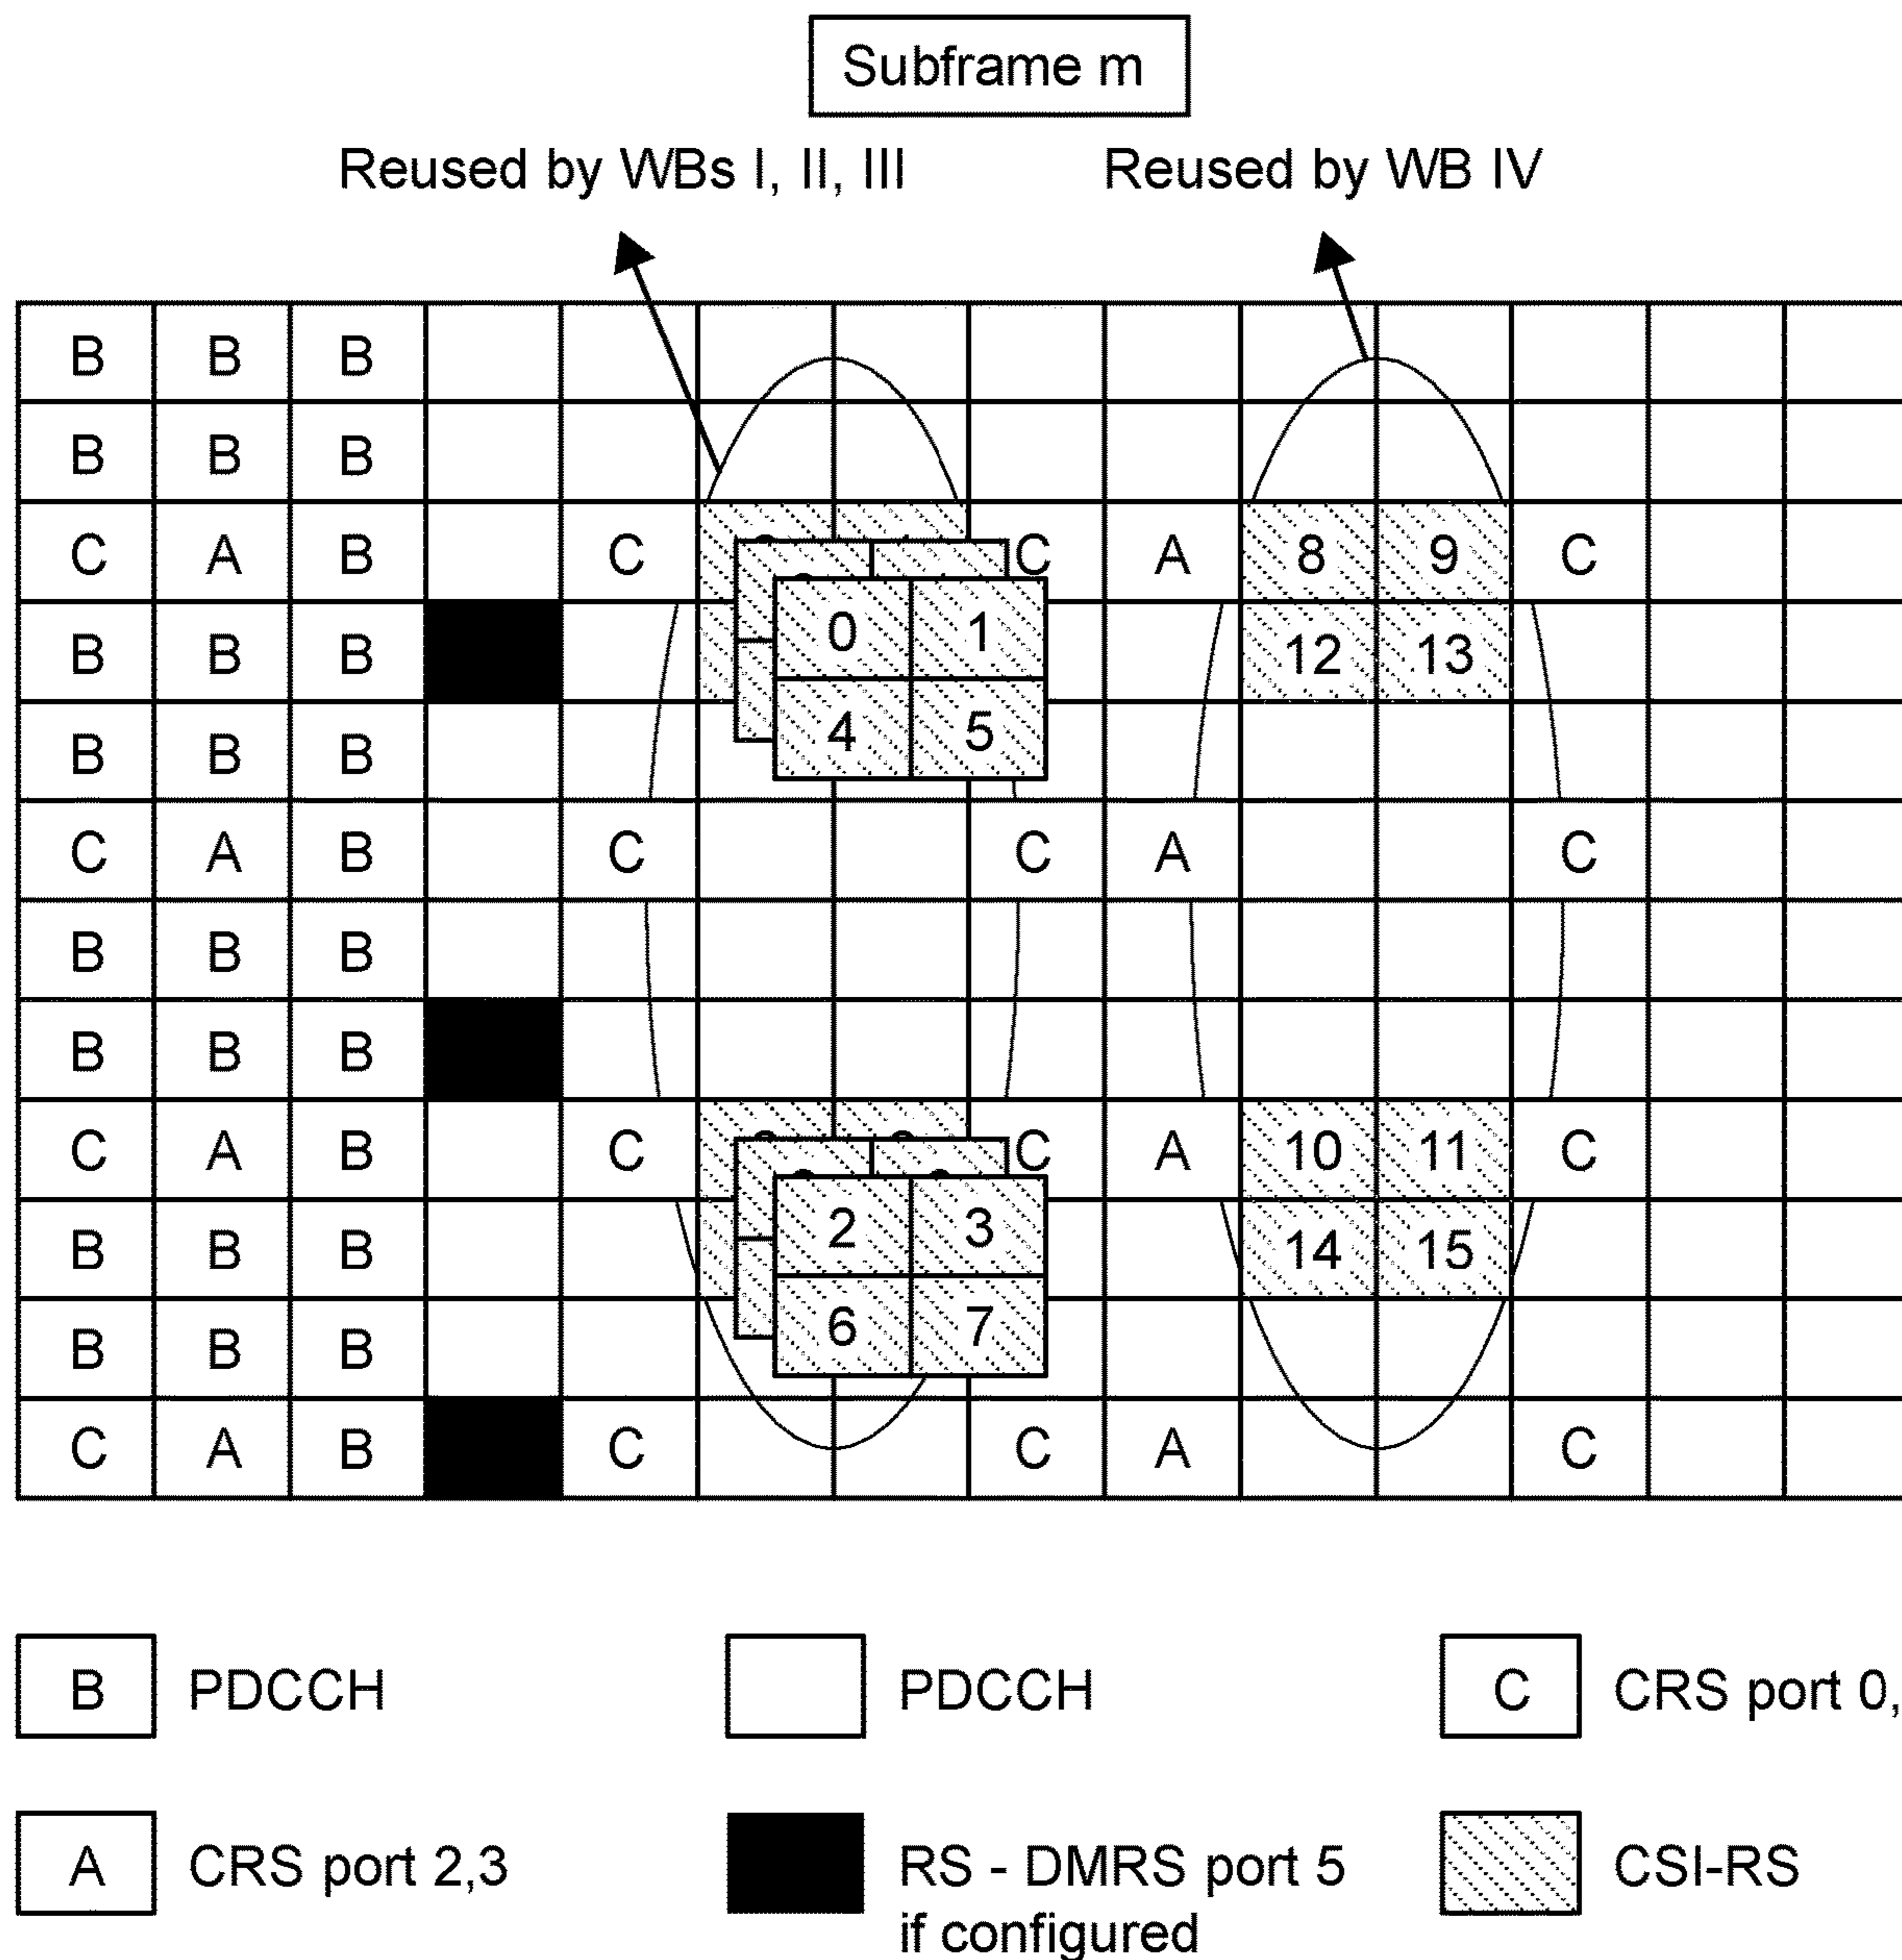 Subframe m
Reused by WBs I, II, III Reused by WB IV
B B B
B B B
C A B C C A 8 9 C
B B B 0 1 12 13
B B B 4 5
C A B C C A C
B B B
B B B
C A B C C A 10 11 C
B B B 2 3 14 15
B B B 6 7
C A B C C A C
B PDCCH PDCCH C CRS port 0,
A CRS port 2,3 RS - DMRS port 5 CSI-RS
if configured